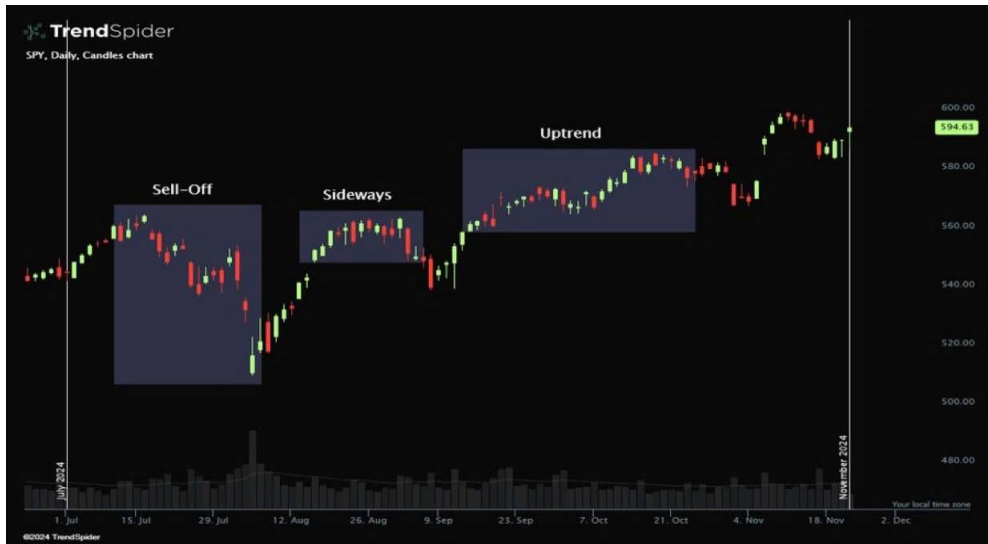 TrendSpider
SPY, Daily, Candles chart
600.00
594.63
Uptrend
580.00
Sell-Off
Sideways
560.00
540.00
520.00
500.00
480.00
July 2024
November 2024
Your local time zone
1. Jul 15. Jul 29. Jul 12. Aug 26. Aug 9. Sep 23. Sep 7. Oct 21. Oct 4. Nov 18. Nov 2. Dec
©2024 TrendSpider